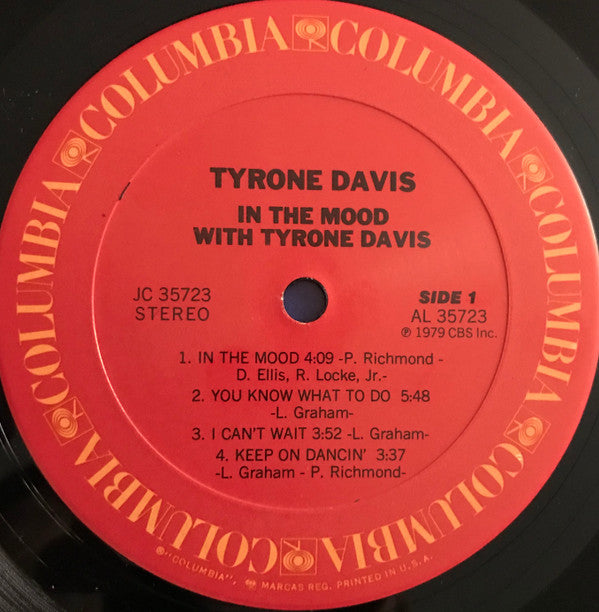 COLUMBIA COLUMBIA COLUMBIA COLUMBIA COLUMBIA COLUMBIA
TYRONE DAVIS
IN THE MOOD
WITH TYRONE DAVIS
JC 35723
STEREO
SIDE 1
AL 35723
℗ 1979 CBS Inc.
1. IN THE MOOD 4:09 -P. Richmond -
D. Ellis, R. Locke, Jr.-
2. YOU KNOW WHAT TO DO 5:48
-L. Graham-
3. I CAN'T WAIT 3:52 -L. Graham-
4. KEEP ON DANCIN' 3:37
-L. Graham - P. Richmond-
®"COLUMBIA", MARCAS REG. PRINTED IN U.S.A.